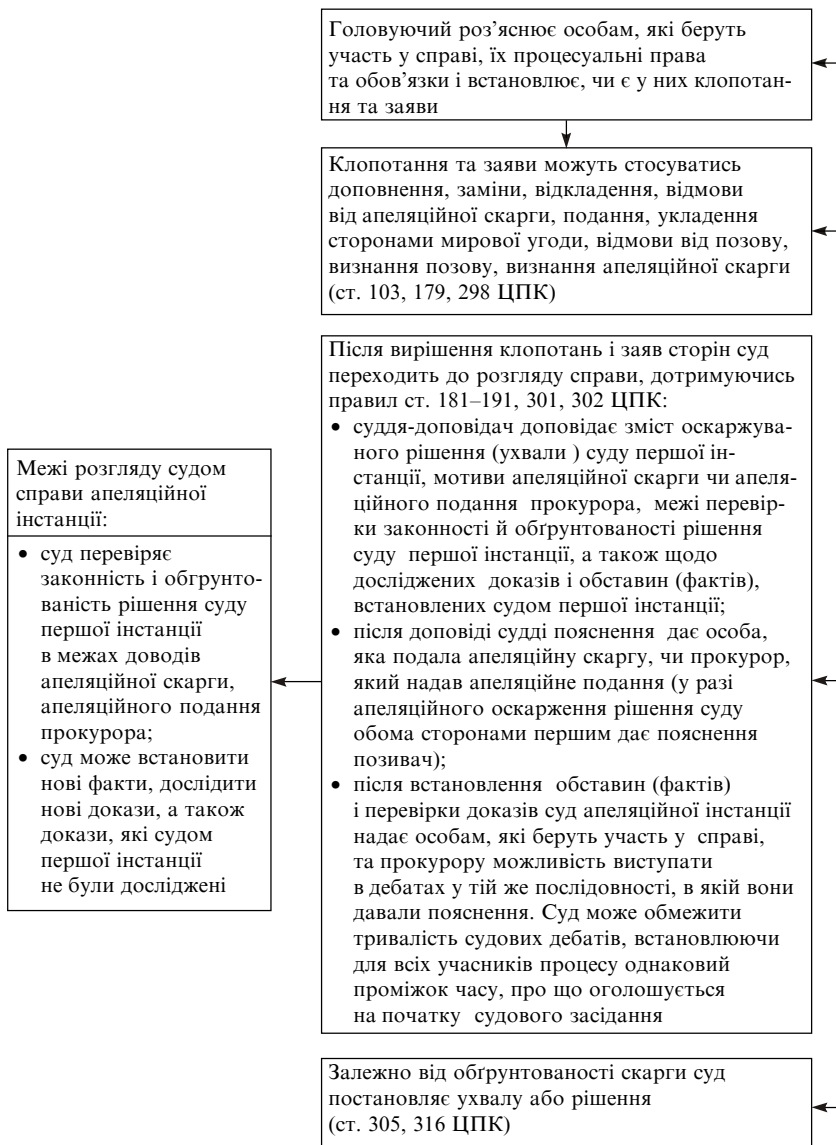 Головуючий роз’яснює особам, які беруть
участь у справі, їх процесуальні права
та обов’язки і встановлює, чи є у них клопотан-
ня та заяви
Клопотання та заяви можуть стосуватись
доповнення, заміни, відкладення, відмови
від апеляційної скарги, подання, укладення
сторонами мирової угоди, відмови від позову,
визнання позову, визнання апеляційної скарги
(ст. 103, 179, 298 ЦПК)
Після вирішення клопотань і заяв сторін суд
переходить до розгляду справи, дотримуючись
правил ст. 181–191, 301, 302 ЦПК:
• суддя-доповідач доповідає зміст оскаржува-
ного рішення (ухвали ) суду першої ін-
станції, мотиви апеляційної скарги чи апеля-
ційного подання прокурора, межі перевір-
ки законності й обґрунтованості рішення
суду першої інстанції, а також щодо
досліджених доказів і обставин (фактів),
встановлених судом першої інстанції;
• після доповіді судді пояснення дає особа,
яка подала апеляційну скаргу, чи прокурор,
який надав апеляційне подання (у разі
апеляційного оскарження рішення суду
обома сторонами першим дає пояснення
позивач);
• після встановлення обставин (фактів)
і перевірки доказів суд апеляційної інстанції
надає особам, які беруть участь у справі,
та прокурору можливість виступати
в дебатах у тій же послідовності, в якій вони
давали пояснення. Суд може обмежити
тривалість судових дебатів, встановлюючи
для всіх учасників процесу однаковий
проміжок часу, про що оголошується
на початку судового засідання
Межі розгляду судом
справи апеляційної
інстанції:
• суд перевіряє
законність і обгрунто-
ваність рішення суду
першої інстанції
в межах доводів
апеляційної скарги,
апеляційного подання
прокурора;
• суд може встановити
нові факти, дослідити
нові докази, а також
докази, які судом
першої інстанції
не були досліджені
Залежно від обґрунтованості скарги суд
постановляє ухвалу або рішення
(ст. 305, 316 ЦПК)